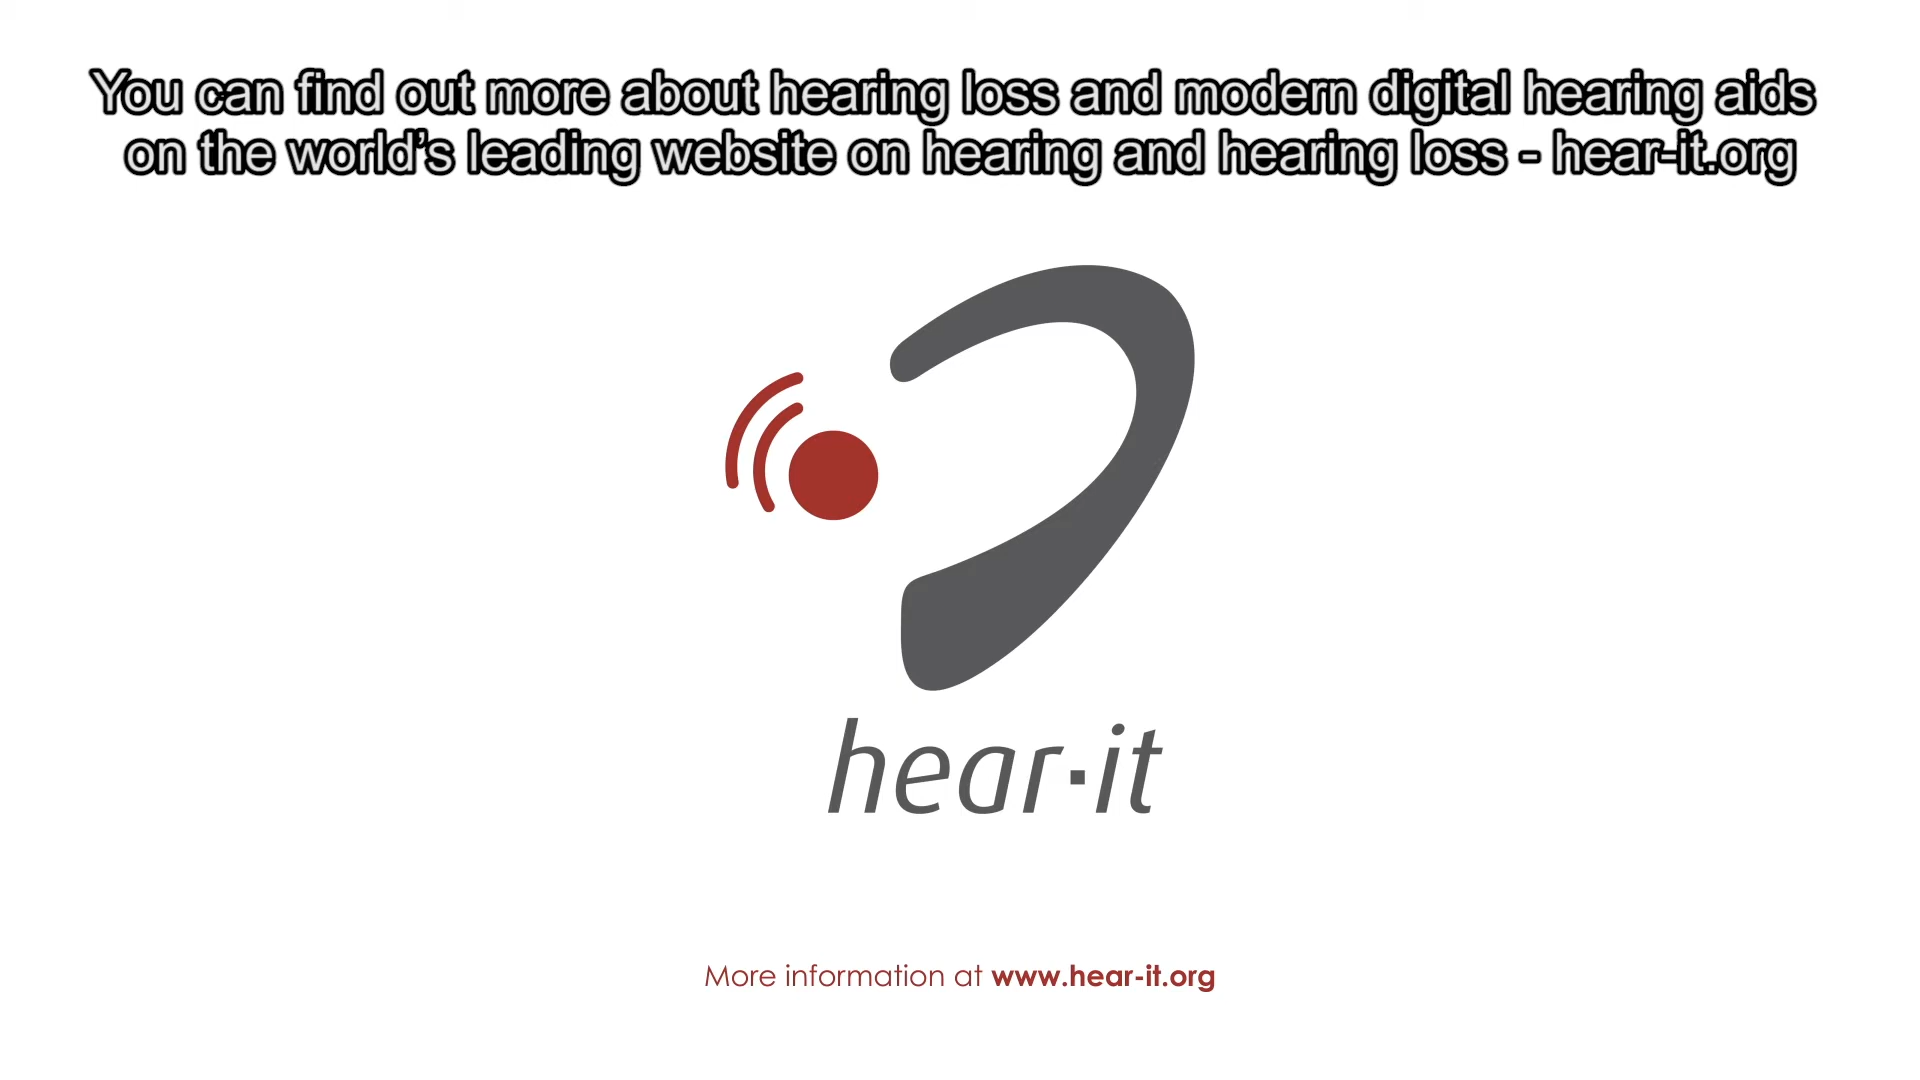 You can find out more about hearing loss and modern digital hearing aids
on the world’s leading website on hearing and hearing loss - hear-it.org
hear·it
More information at www.hear-it.org